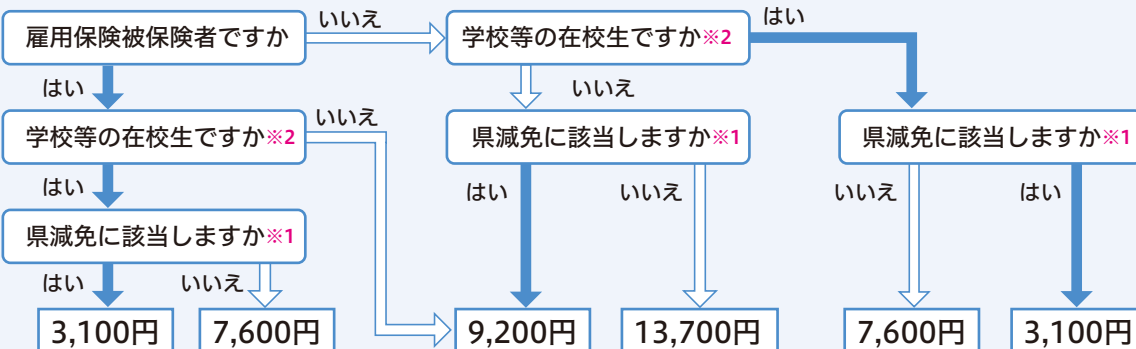 雇用保険被保険者ですか
いいえ
学校等の在校生ですか※2
はい
はい
いいえ
学校等の在校生ですか※2
いいえ
県減免に該当しますか※1
県減免に該当しますか※1
はい
はい
いいえ
いいえ
はい
県減免に該当しますか※1
はい
いいえ
3,100円
7,600円
9,200円
13,700円
7,600円
3,100円